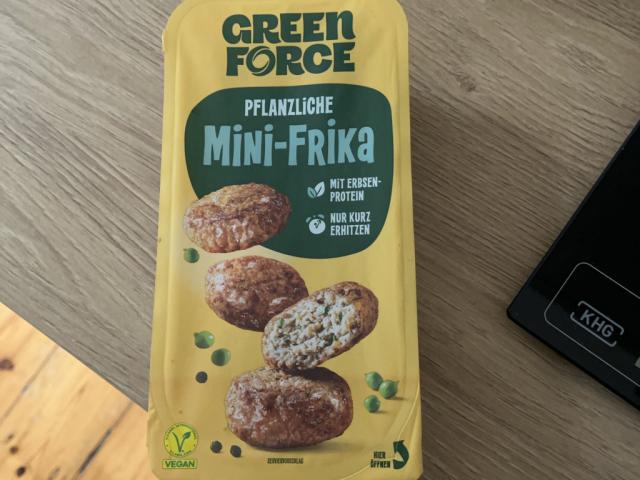 GREEN
FORCE
PFLANZLICHE
MINI-FRIKA
MIT ERBSEN-
PROTEIN
NUR KURZ
ERHITZEN
KHG
VEGAN
SERVIERVORSCHLAG
HIER
ÖFFNEN